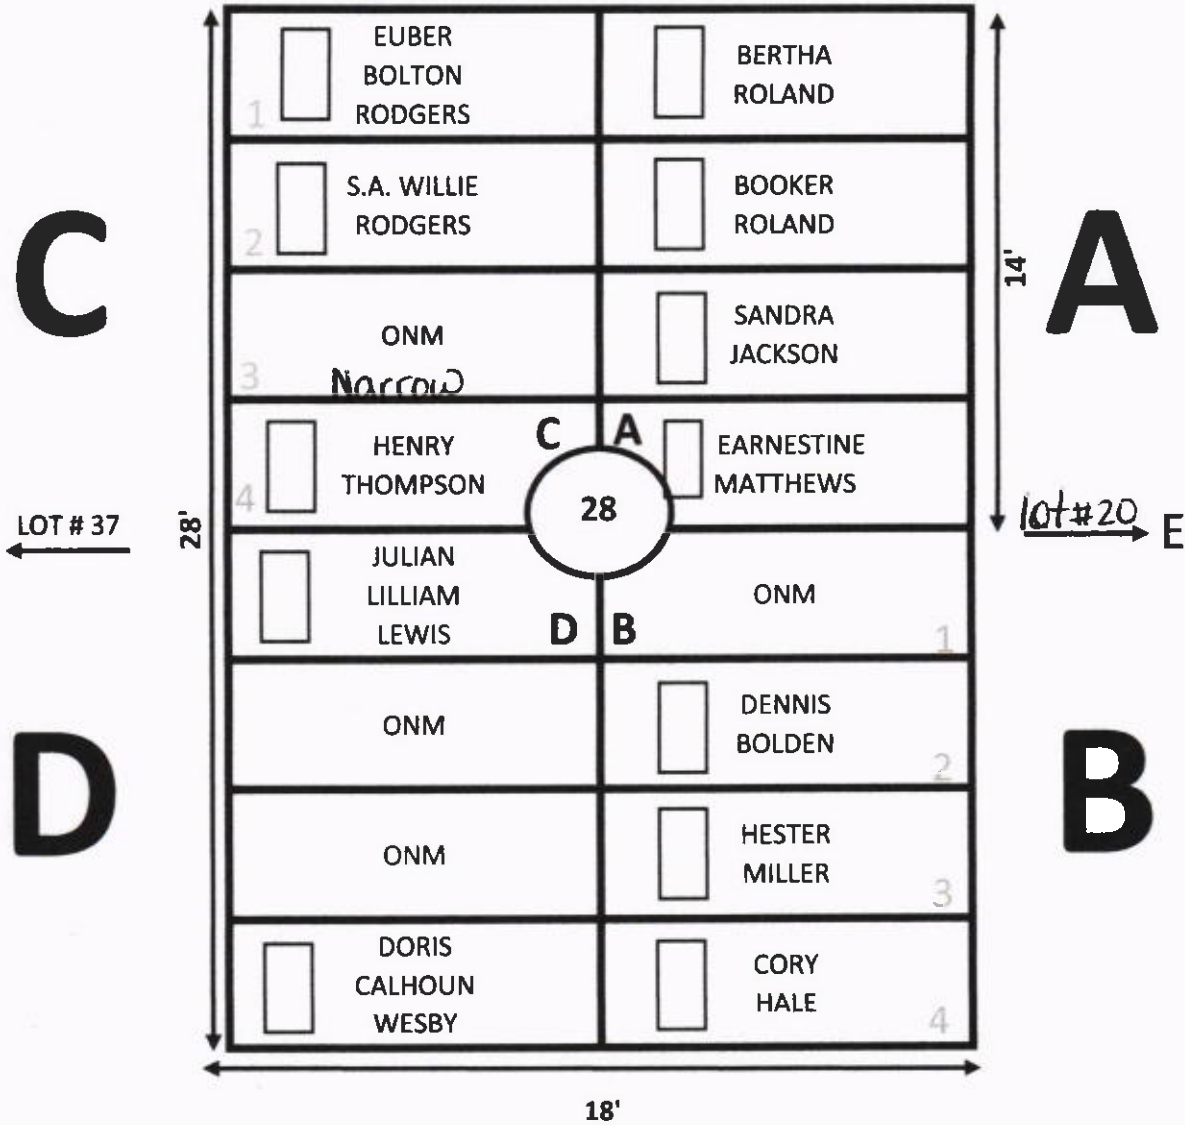 EUBER
BOLTON
RODGERS
1
BERTHA
ROLAND
S.A. WILLIE
RODGERS
2
BOOKER
ROLAND
C
A
14'
ONM
Narrow
3
SANDRA
JACKSON
HENRY
THOMPSON
4
C A
EARNESTINE
MATTHEWS
28
LOT # 37
28'
lot #20
E
JULIAN
LILLIAM
LEWIS
D B
ONM
1
ONM
DENNIS
BOLDEN
2
D
B
ONM
HESTER
MILLER
3
DORIS
CALHOUN
WESBY
CORY
HALE
4
18'